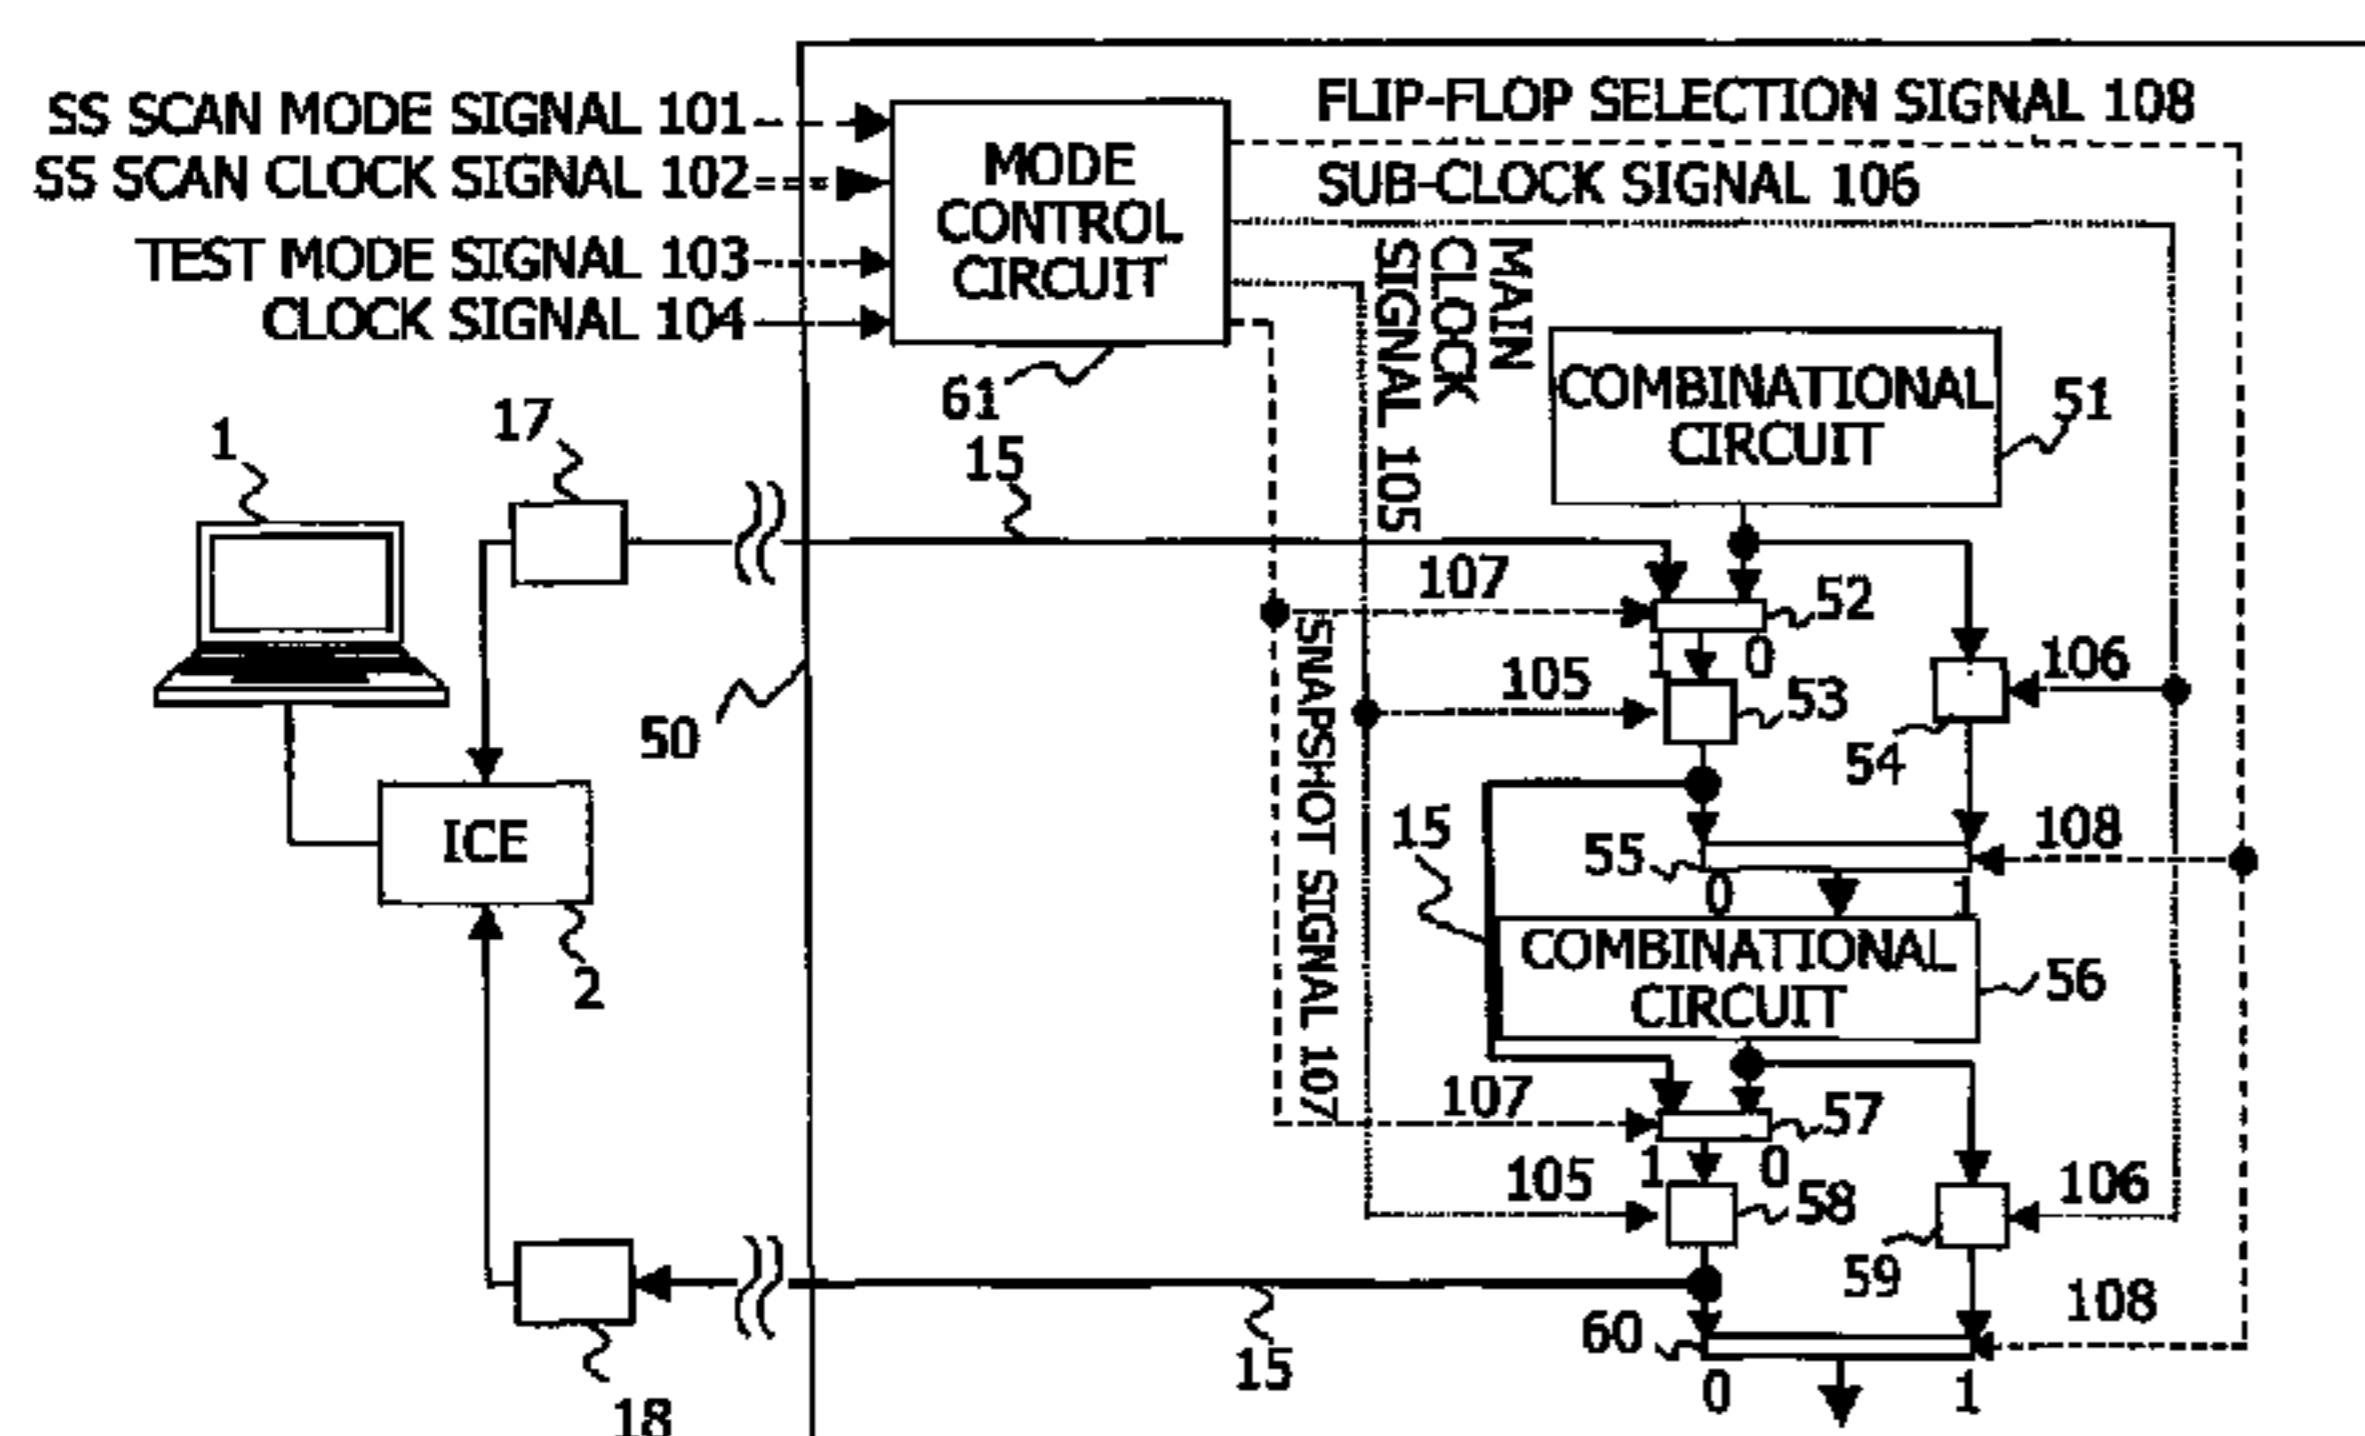 SS SCAN MODE SIGNAL 101
SS SCAN CLOCK SIGNAL 102
TEST MODE SIGNAL 103
CLOCK SIGNAL 104
MODE
CONTROL
CIRCUIT
61
FLIP-FLOP SELECTION SIGNAL 108
SUB-CLOCK SIGNAL 106
MAIN
CLOCK
SIGNAL 105
COMBINATIONAL
CIRCUIT
51
1
17
15
107
52
1
0
106
105
53
54
50
SNAPSHOT SIGNAL 107
ICE
2
15
108
55
0
1
COMBINATIONAL
CIRCUIT
56
107
57
1
0
105
58
106
59
108
60
0
1
15
18